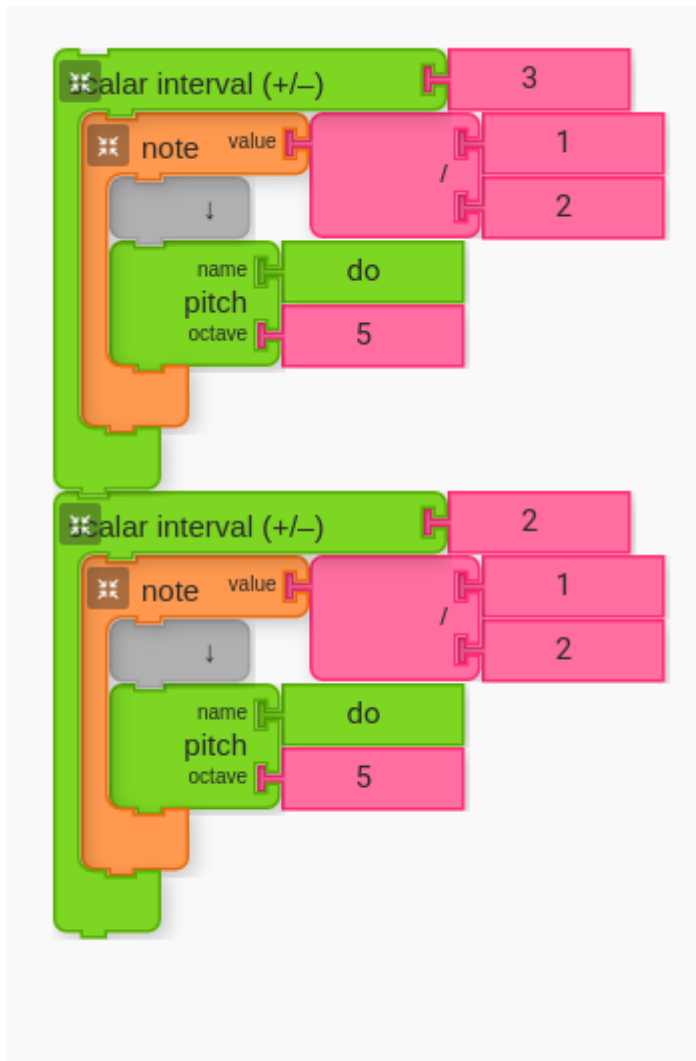 scalar interval (+/–) 3
note value 1
/
2
↓
name do
pitch
octave 5
scalar interval (+/–) 2
note value 1
/
2
↓
name do
pitch
octave 5